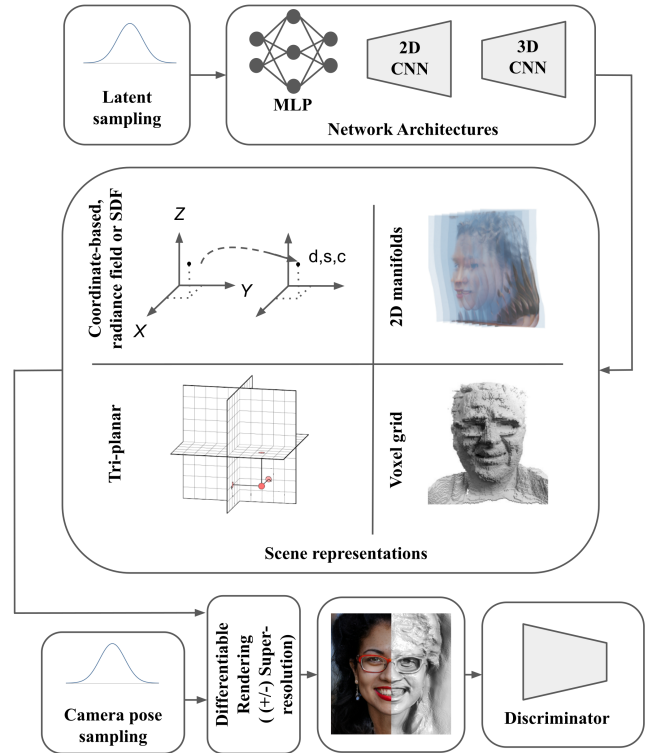 Latent
sampling
MLP
2D
CNN
3D
CNN
Network Architectures
Coordinate-based,
radiance field or SDF
Z
X
Y
d,s,c
2D manifolds
Tri-planar
Voxel grid
Scene representations
Camera pose
sampling
Differentiable
Rendering
( (+/-) Super-
resolution)
Discriminator